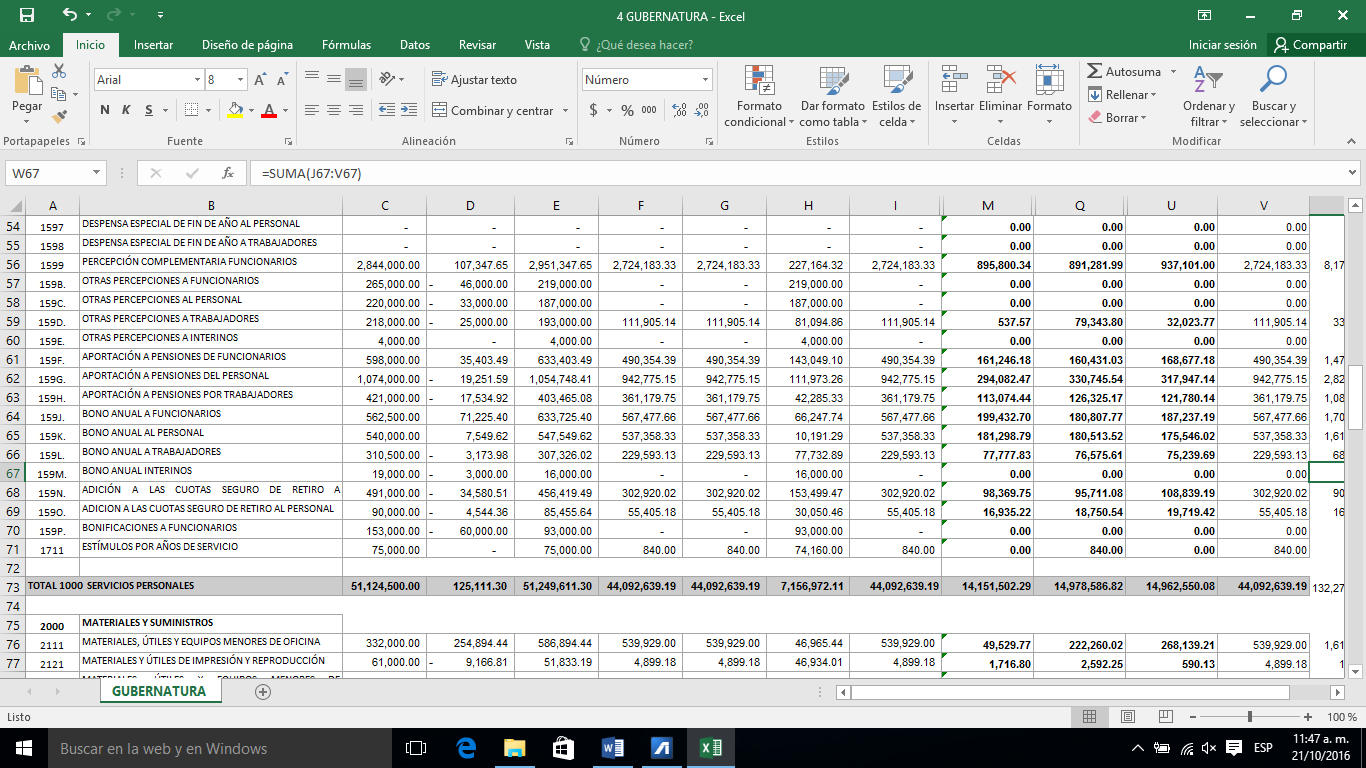 4 GUBERNATURA - Excel
Archivo Inicio Insertar Diseño de página Fórmulas Datos Revisar Vista ¿Qué desea hacer? Iniciar sesión Compartir
Pegar Arial 8 A A Ajustar texto Número Formato condicional Dar formato como tabla Estilos de celda Insertar Eliminar Formato Autosuma Rellenar Borrar Ordenar y filtrar Buscar y seleccionar
N K S Combinar y centrar $ % 000
Portapapeles Fuente Alineación Número Estilos Celdas Modificar
W67 fx =SUMA(J67:V67)
A B C D E F G H I M Q U V
54 1597 DESPENSA ESPECIAL DE FIN DE AÑO AL PERSONAL - - - - - - - 0.00 0.00 0.00 0.00
55 1598 DESPENSA ESPECIAL DE FIN DE AÑO A TRABAJADORES - - - - - - - 0.00 0.00 0.00 0.00
56 1599 PERCEPCIÓN COMPLEMENTARIA FUNCIONARIOS 2,844,000.00 107,347.65 2,951,347.65 2,724,183.33 2,724,183.33 227,164.32 2,724,183.33 895,800.34 891,281.99 937,101.00 2,724,183.33 8,17
57 159B. OTRAS PERCEPCIONES A FUNCIONARIOS 265,000.00 - 46,000.00 219,000.00 - - 219,000.00 - 0.00 0.00 0.00 0.00
58 159C. OTRAS PERCEPCIONES AL PERSONAL 220,000.00 - 33,000.00 187,000.00 - - 187,000.00 - 0.00 0.00 0.00 0.00
59 159D. OTRAS PERCEPCIONES A TRABAJADORES 218,000.00 - 25,000.00 193,000.00 111,905.14 111,905.14 81,094.86 111,905.14 537.57 79,343.80 32,023.77 111,905.14 33
60 159E. OTRAS PERCEPCIONES A INTERINOS 4,000.00 - 4,000.00 - - 4,000.00 - 0.00 0.00 0.00 0.00
61 159F. APORTACIÓN A PENSIONES DE FUNCIONARIOS 598,000.00 35,403.49 633,403.49 490,354.39 490,354.39 143,049.10 490,354.39 161,246.18 160,431.03 168,677.18 490,354.39 1,47
62 159G. APORTACIÓN A PENSIONES DEL PERSONAL 1,074,000.00 - 19,251.59 1,054,748.41 942,775.15 942,775.15 111,973.26 942,775.15 294,082.47 330,745.54 317,947.14 942,775.15 2,82
63 159H. APORTACIÓN A PENSIONES POR TRABAJADORES 421,000.00 - 17,534.92 403,465.08 361,179.75 361,179.75 42,285.33 361,179.75 113,074.44 126,325.17 121,780.14 361,179.75 1,08
64 159J. BONO ANUAL A FUNCIONARIOS 562,500.00 71,225.40 633,725.40 567,477.66 567,477.66 66,247.74 567,477.66 199,432.70 180,807.77 187,237.19 567,477.66 1,70
65 159K. BONO ANUAL AL PERSONAL 540,000.00 7,549.62 547,549.62 537,358.33 537,358.33 10,191.29 537,358.33 181,298.79 180,513.52 175,546.02 537,358.33 1,61
66 159L. BONO ANUAL A TRABAJADORES 310,500.00 - 3,173.98 307,326.02 229,593.13 229,593.13 77,732.89 229,593.13 77,777.83 76,575.61 75,239.69 229,593.13 68
67 159M. BONO ANUAL INTERINOS 19,000.00 - 3,000.00 16,000.00 - - 16,000.00 - 0.00 0.00 0.00 0.00
68 159N. ADICIÓN A LAS CUOTAS SEGURO DE RETIRO A 491,000.00 - 34,580.51 456,419.49 302,920.02 302,920.02 153,499.47 302,920.02 98,369.75 95,711.08 108,839.19 302,920.02 90
69 159O. ADICION A LAS CUOTAS SEGURO DE RETIRO AL PERSONAL 90,000.00 - 4,544.36 85,455.64 55,405.18 55,405.18 30,050.46 55,405.18 16,935.22 18,750.54 19,719.42 55,405.18 16
70 159P. BONIFICACIONES A FUNCIONARIOS 153,000.00 - 60,000.00 93,000.00 - - 93,000.00 - 0.00 0.00 0.00 0.00
71 1711 ESTÍMULOS POR AÑOS DE SERVICIO 75,000.00 - 75,000.00 840.00 840.00 74,160.00 840.00 0.00 840.00 0.00 840.00
72
73 TOTAL 1000 SERVICIOS PERSONALES 51,124,500.00 125,111.30 51,249,611.30 44,092,639.19 44,092,639.19 7,156,972.11 44,092,639.19 14,151,502.29 14,978,586.82 14,962,550.08 44,092,639.19 132,27
74
75 2000 MATERIALES Y SUMINISTROS
76 2111 MATERIALES, ÚTILES Y EQUIPOS MENORES DE OFICINA 332,000.00 254,894.44 586,894.44 539,929.00 539,929.00 46,965.44 539,929.00 49,529.77 222,260.02 268,139.21 539,929.00 1,61
77 2121 MATERIALES Y ÚTILES DE IMPRESIÓN Y REPRODUCCIÓN 61,000.00 - 9,166.81 51,833.19 4,899.18 4,899.18 46,934.01 4,899.18 1,716.80 2,592.25 590.13 4,899.18 1
GUBERNATURA
Listo 100 %
Buscar en la web y en Windows ESP 11:47 a. m.
21/10/2016